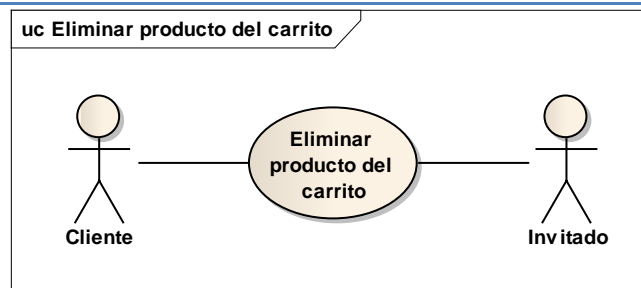 uc Eliminar producto del carrito
Eliminar
producto del
carrito
Cliente
Invitado